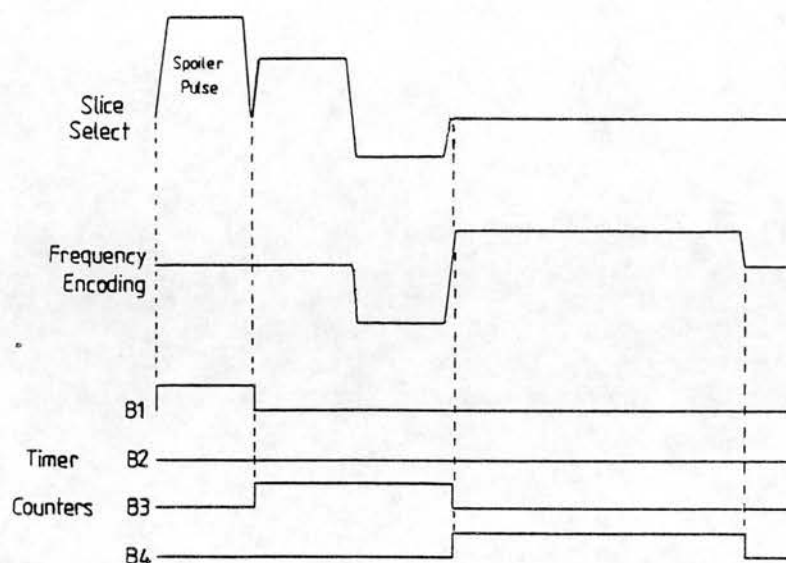 Spoiler
Pulse
Slice
Select
Frequency
Encoding
B1
Timer B2
Counters B3
B4